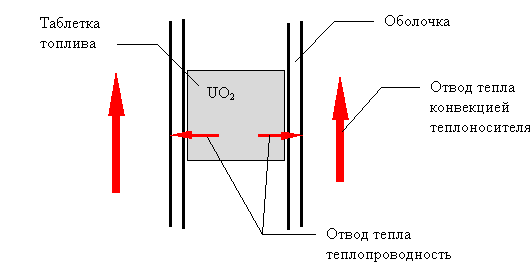 Таблетка
топлива
Оболочка
UO₂
Отвод тепла
конвекцией
теплоносителя
Отвод тепла
теплопроводность